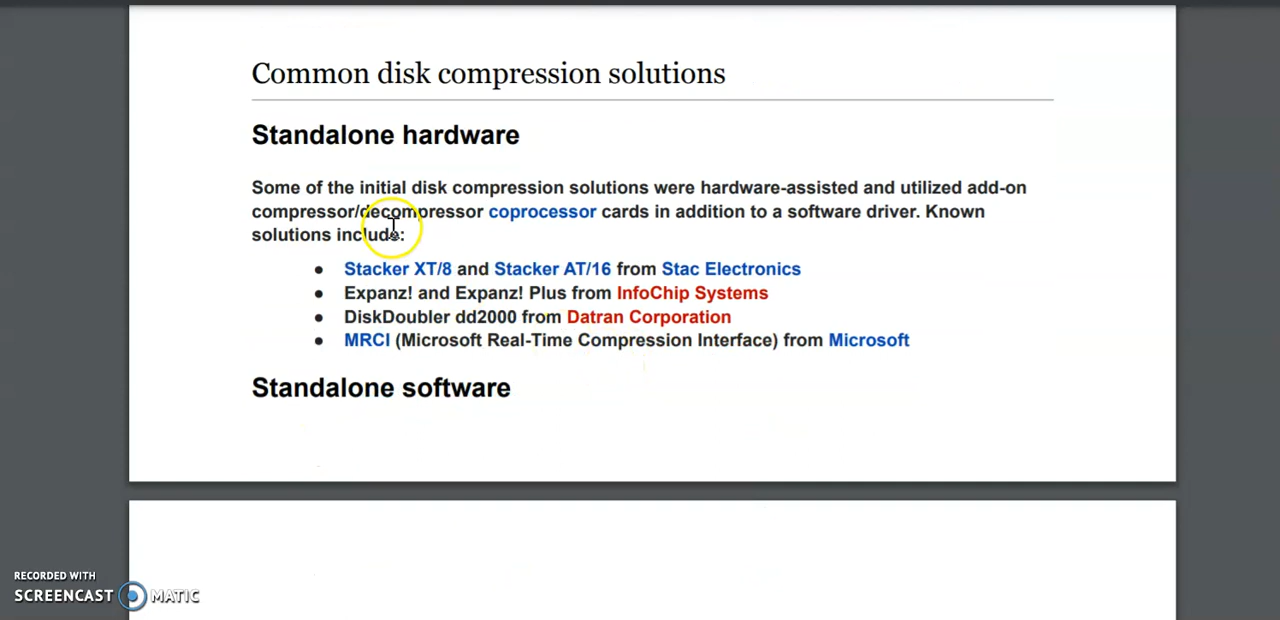 Common disk compression solutions
Standalone hardware
Some of the initial disk compression solutions were hardware-assisted and utilized add-on
compressor/decompressor coprocessor cards in addition to a software driver. Known
solutions include:
● Stacker XT/8 and Stacker AT/16 from Stac Electronics
● Expanz! and Expanz! Plus from InfoChip Systems
● DiskDoubler dd2000 from Datran Corporation
● MRCI (Microsoft Real-Time Compression Interface) from Microsoft
Standalone software
RECORDED WITH
SCREENCAST MATIC